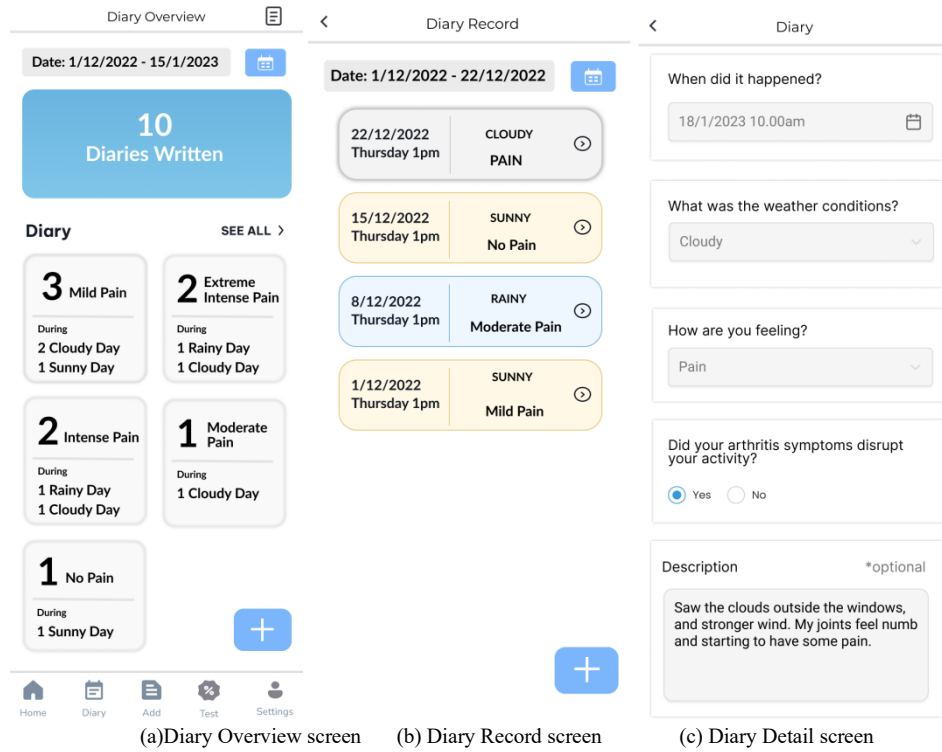 Diary Overview
Date: 1/12/2022 - 15/1/2023
10
Diaries Written
Diary
SEE ALL >
3 Mild Pain
During
2 Cloudy Day
1 Sunny Day
2 Extreme
Intense Pain
During
1 Rainy Day
1 Cloudy Day
2 Intense Pain
During
1 Rainy Day
1 Cloudy Day
1 Moderate
Pain
During
1 Cloudy Day
1 No Pain
During
1 Sunny Day
Home
Diary
Add
Test
Settings
(a)Diary Overview screen
Diary Record
Date: 1/12/2022 - 22/12/2022
22/12/2022
Thursday 1pm
CLOUDY
PAIN
15/12/2022
Thursday 1pm
SUNNY
No Pain
8/12/2022
Thursday 1pm
RAINY
Moderate Pain
1/12/2022
Thursday 1pm
SUNNY
Mild Pain
(b) Diary Record screen
Diary
When did it happened?
18/1/2023 10.00am
What was the weather conditions?
Cloudy
How are you feeling?
Pain
Did your arthritis symptoms disrupt
your activity?
Yes
No
Description
*optional
Saw the clouds outside the windows,
and stronger wind. My joints feel numb
and starting to have some pain.
(c) Diary Detail screen